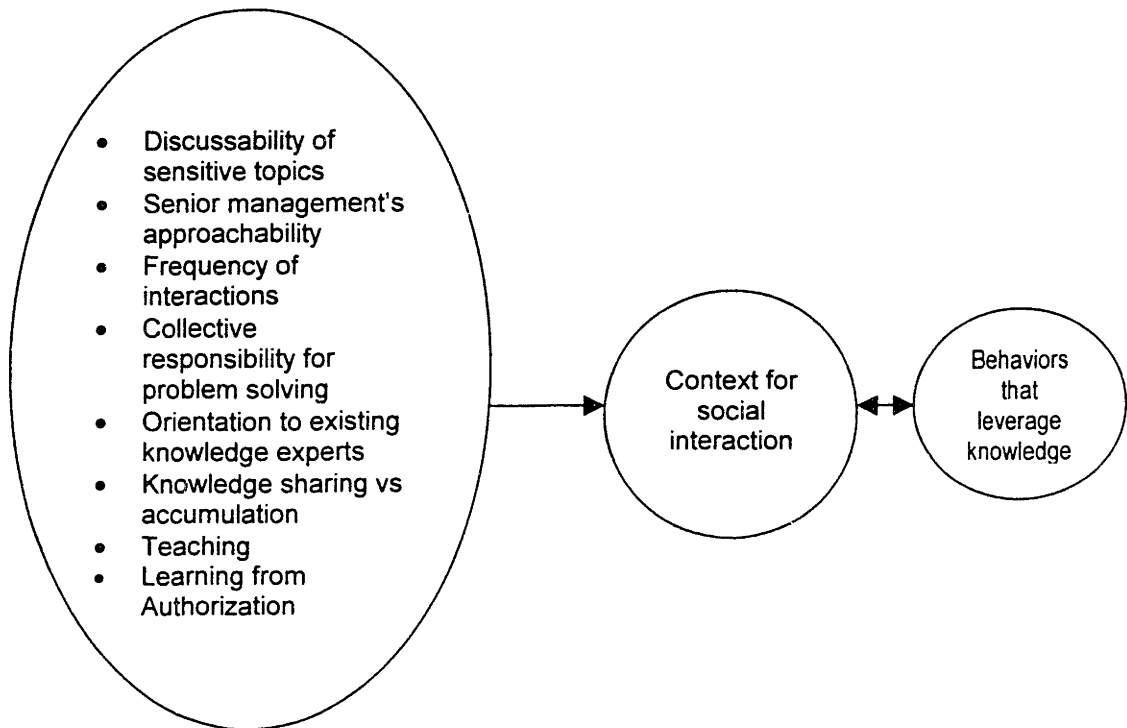 • Discussability of
sensitive topics
• Senior management's
approachability
• Frequency of
interactions
• Collective
responsibility for
problem solving
• Orientation to existing
knowledge experts
• Knowledge sharing vs
accumulation
• Teaching
• Learning from
Authorization
Context for
social
interaction
Behaviors
that
leverage
knowledge